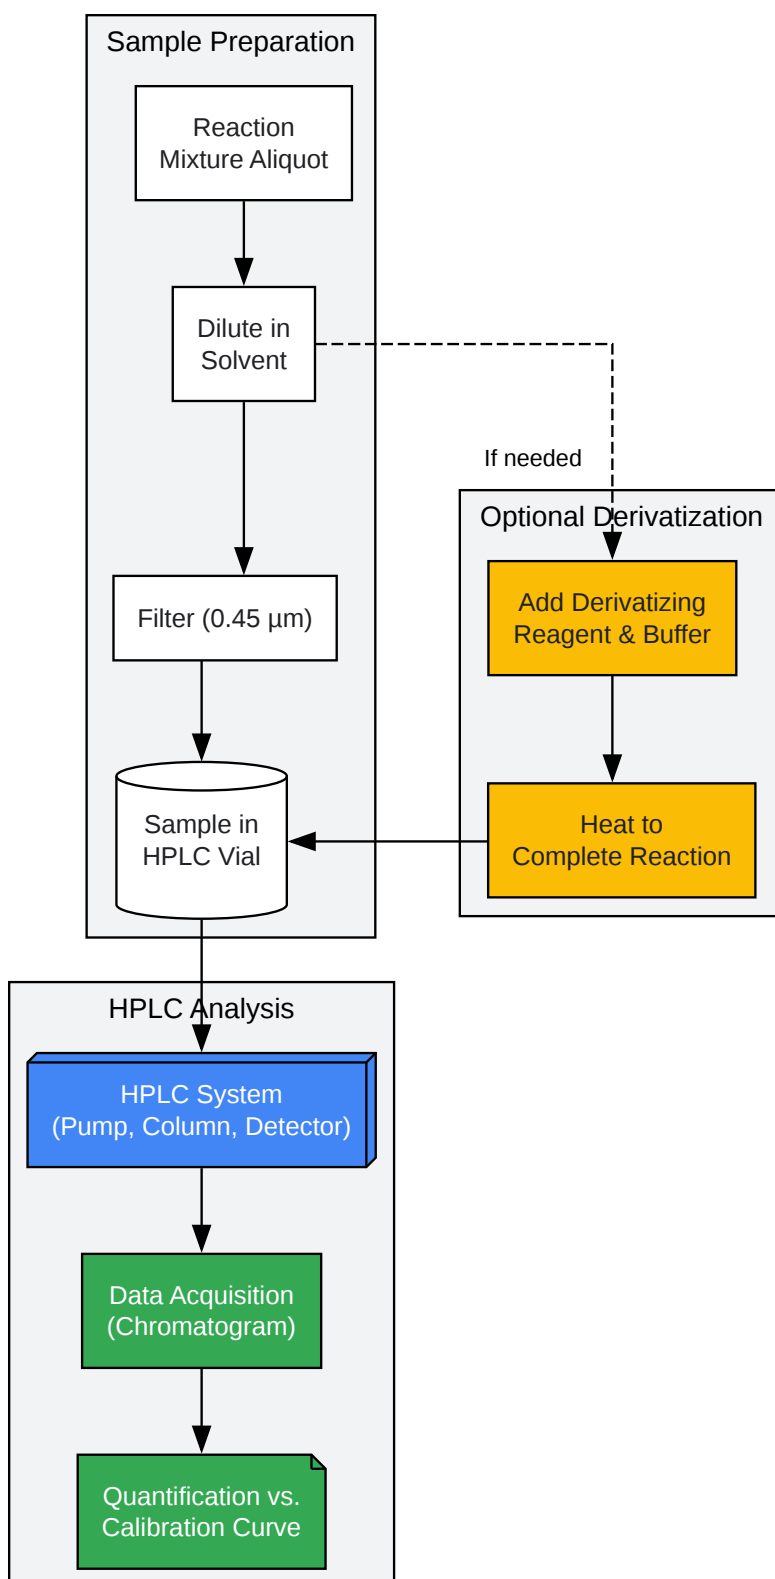 Sample Preparation
Reaction
Mixture Aliquot
Dilute in
Solvent
If needed
Optional Derivatization
Filter (0.45 µm)
Add Derivatizing
Reagent & Buffer
Sample in
HPLC Vial
Heat to
Complete Reaction
HPLC Analysis
HPLC System
(Pump, Column, Detector)
Data Acquisition
(Chromatogram)
Quantification vs.
Calibration Curve